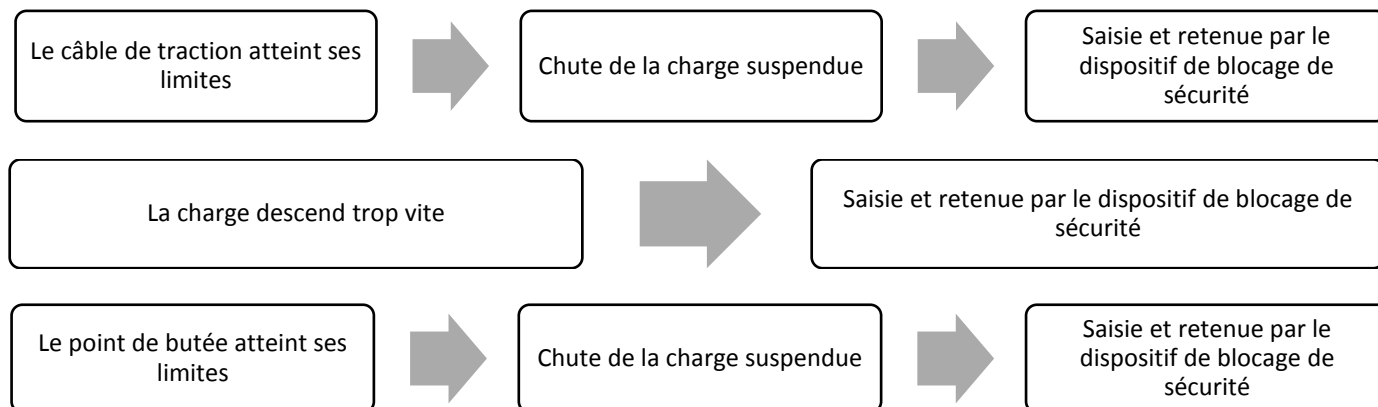 Le câble de traction atteint ses
limites
Chute de la charge suspendue
Saisie et retenue par le
dispositif de blocage de
sécurité
La charge descend trop vite
Saisie et retenue par le dispositif de blocage de
sécurité
Le point de butée atteint ses
limites
Chute de la charge suspendue
Saisie et retenue par le
dispositif de blocage de
sécurité